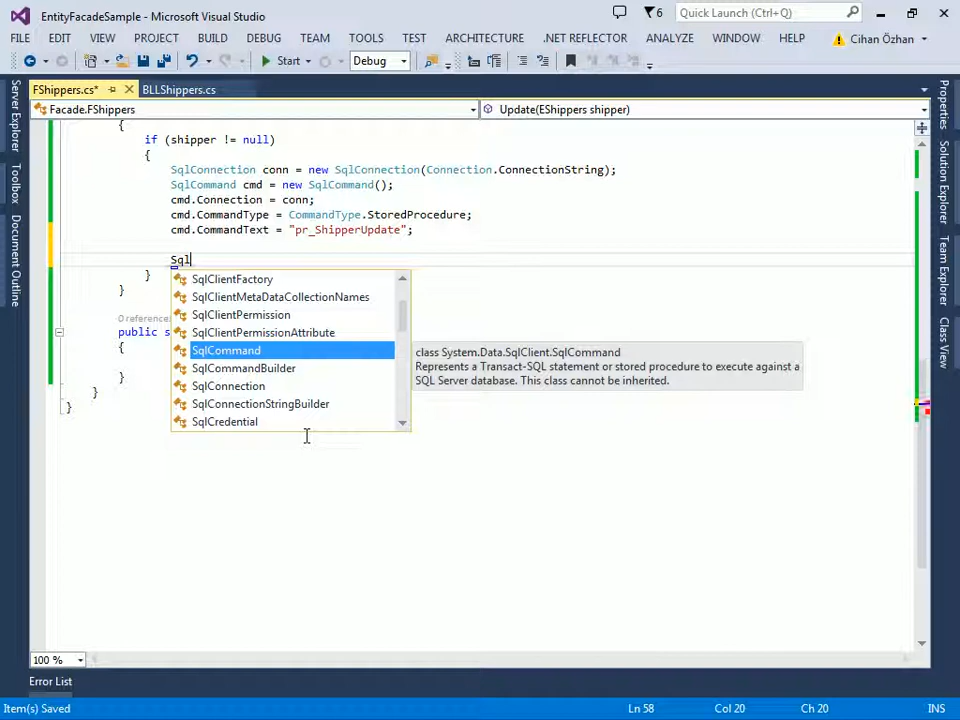 EntityFacadeSample - Microsoft Visual Studio
6
Quick Launch (Ctrl+Q)
FILE EDIT VIEW PROJECT BUILD DEBUG TEAM TOOLS TEST ARCHITECTURE .NET REFLECTOR ANALYZE WINDOW HELP Cihan Özhan
Start Debug
FShippers.cs* BLLShippers.cs
Facade.FShippers Update(EShippers shipper)
{
if (shipper != null)
{
SqlConnection conn = new SqlConnection(Connection.ConnectionString);
SqlCommand cmd = new SqlCommand();
cmd.Connection = conn;
cmd.CommandType = CommandType.StoredProcedure;
cmd.CommandText = "pr_ShipperUpdate";
Sql
}
}
0 reference
public s
{
}
}
}
SqlClientFactory
SqlClientMetaDataCollectionNames
SqlClientPermission
SqlClientPermissionAttribute
SqlCommand
SqlCommandBuilder
SqlConnection
SqlConnectionStringBuilder
SqlCredential
class System.Data.SqlClient.SqlCommand
Represents a Transact-SQL statement or stored procedure to execute against a
SQL Server database. This class cannot be inherited.
Server Explorer
Toolbox
Document Outline
Properties
Solution Explorer
Team Explorer
Class View
100 %
Error List
Item(s) Saved Ln 58 Col 20 Ch 20 INS